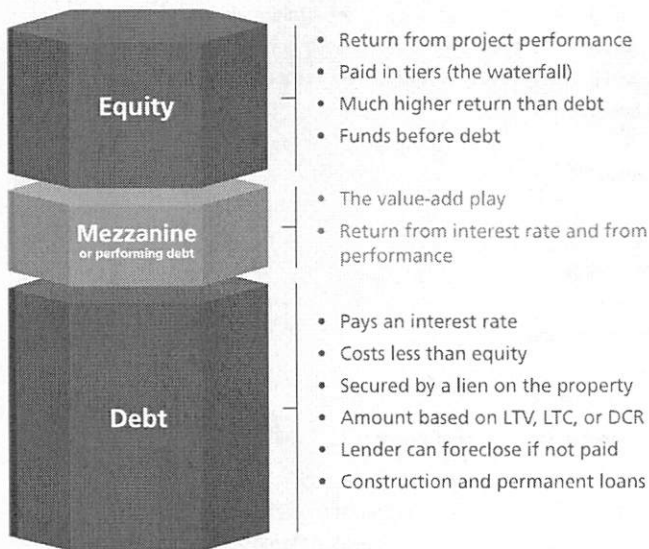 Equity
• Return from project performance
• Paid in tiers (the waterfall)
• Much higher return than debt
• Funds before debt
Mezzanine
or performing debt
• The value-add play
• Return from interest rate and from
performance
Debt
• Pays an interest rate
• Costs less than equity
• Secured by a lien on the property
• Amount based on LTV, LTC, or DCR
• Lender can foreclose if not paid
• Construction and permanent loans